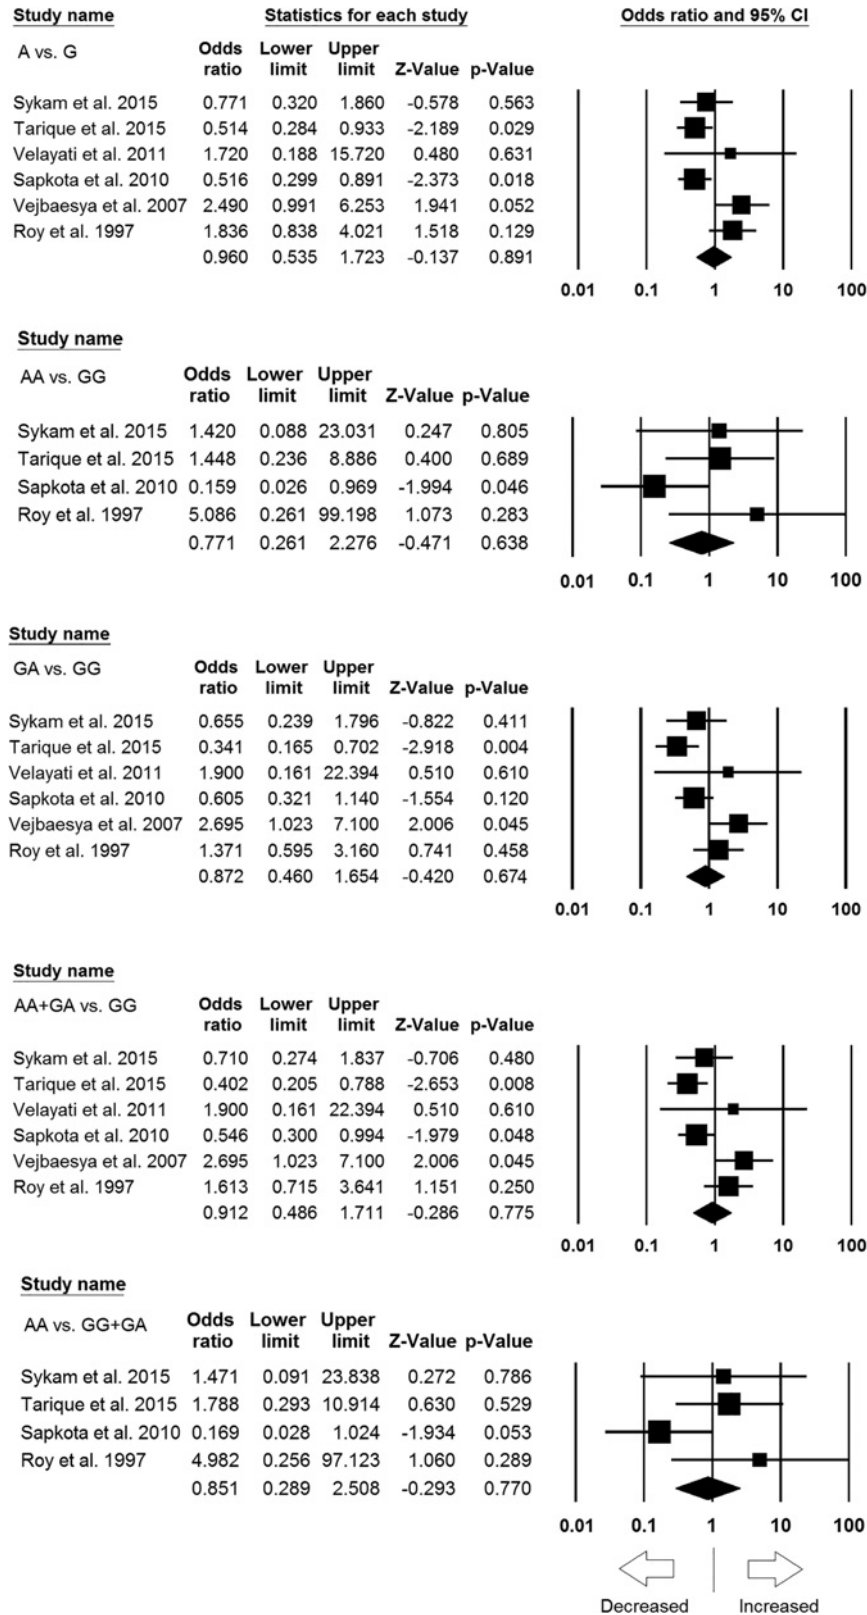 Study name Statistics for each study Odds ratio and 95% CI
A vs. G Odds Lower Upper
ratio limit limit Z-Value p-Value
Sykam et al. 2015 0.771 0.320 1.860 -0.578 0.563
Tarique et al. 2015 0.514 0.284 0.933 -2.189 0.029
Velayati et al. 2011 1.720 0.188 15.720 0.480 0.631
Sapkota et al. 2010 0.516 0.299 0.891 -2.373 0.018
Vejbaesya et al. 2007 2.490 0.991 6.253 1.941 0.052
Roy et al. 1997 1.836 0.838 4.021 1.518 0.129
0.960 0.535 1.723 -0.137 0.891
0.01 0.1 1 10 100
Study name
AA vs. GG Odds Lower Upper
ratio limit limit Z-Value p-Value
Sykam et al. 2015 1.420 0.088 23.031 0.247 0.805
Tarique et al. 2015 1.448 0.236 8.886 0.400 0.689
Sapkota et al. 2010 0.159 0.026 0.969 -1.994 0.046
Roy et al. 1997 5.086 0.261 99.198 1.073 0.283
0.771 0.261 2.276 -0.471 0.638
0.01 0.1 1 10 100
Study name
GA vs. GG Odds Lower Upper
ratio limit limit Z-Value p-Value
Sykam et al. 2015 0.655 0.239 1.796 -0.822 0.411
Tarique et al. 2015 0.341 0.165 0.702 -2.918 0.004
Velayati et al. 2011 1.900 0.161 22.394 0.510 0.610
Sapkota et al. 2010 0.605 0.321 1.140 -1.554 0.120
Vejbaesya et al. 2007 2.695 1.023 7.100 2.006 0.045
Roy et al. 1997 1.371 0.595 3.160 0.741 0.458
0.872 0.460 1.654 -0.420 0.674
0.01 0.1 1 10 100
Study name
AA+GA vs. GG Odds Lower Upper
ratio limit limit Z-Value p-Value
Sykam et al. 2015 0.710 0.274 1.837 -0.706 0.480
Tarique et al. 2015 0.402 0.205 0.788 -2.653 0.008
Velayati et al. 2011 1.900 0.161 22.394 0.510 0.610
Sapkota et al. 2010 0.546 0.300 0.994 -1.979 0.048
Vejbaesya et al. 2007 2.695 1.023 7.100 2.006 0.045
Roy et al. 1997 1.613 0.715 3.641 1.151 0.250
0.912 0.486 1.711 -0.286 0.775
0.01 0.1 1 10 100
Study name
AA vs. GG+GA Odds Lower Upper
ratio limit limit Z-Value p-Value
Sykam et al. 2015 1.471 0.091 23.838 0.272 0.786
Tarique et al. 2015 1.788 0.293 10.914 0.630 0.529
Sapkota et al. 2010 0.169 0.028 1.024 -1.934 0.053
Roy et al. 1997 4.982 0.256 97.123 1.060 0.289
0.851 0.289 2.508 -0.293 0.770
0.01 0.1 1 10 100
Decreased Increased